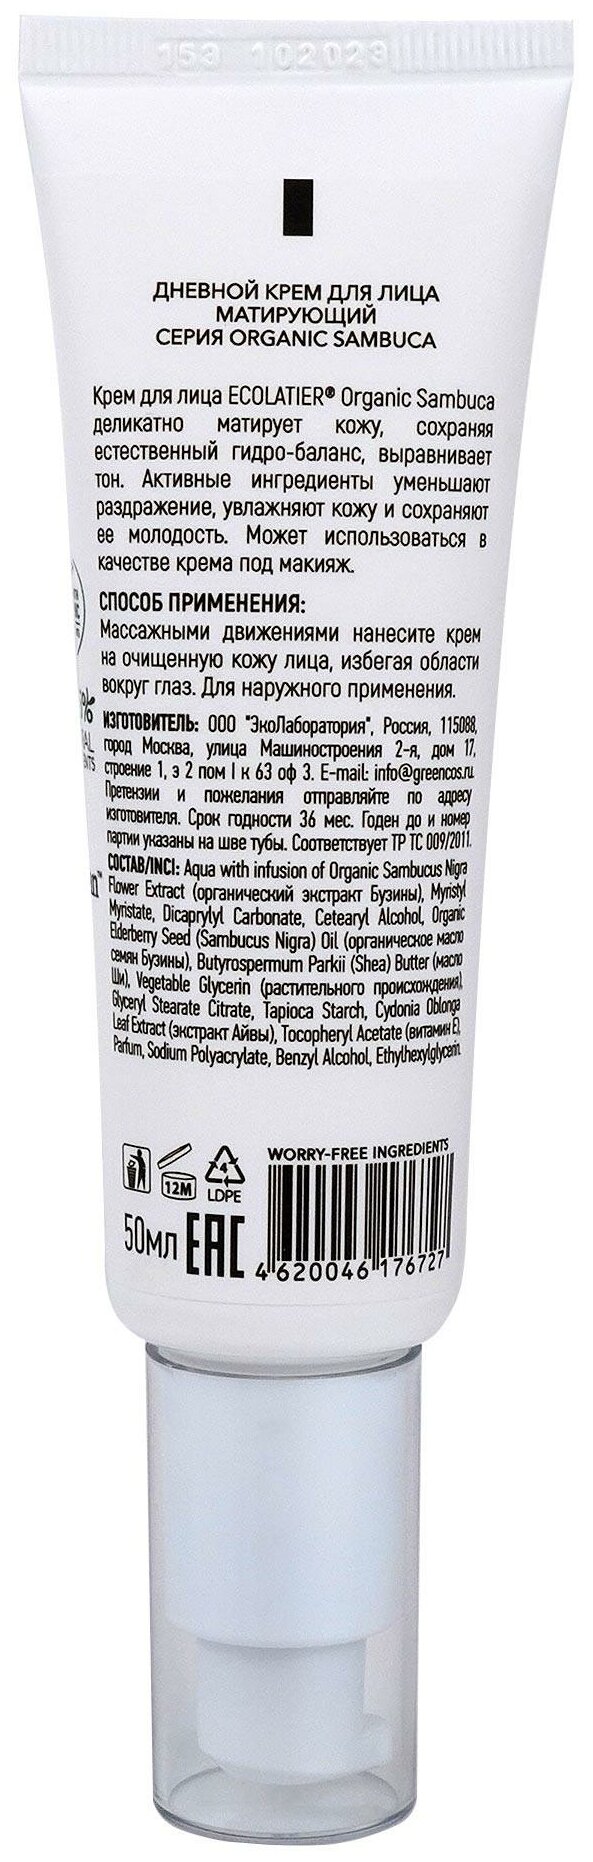 153 102023
ДНЕВНОЙ КРЕМ ДЛЯ ЛИЦА
МАТИРУЮЩИЙ
СЕРИЯ ORGANIC SAMBUCA
Крем для лица ECOLATIER® Organic Sambuca
деликатно матирует кожу, сохраняя
естественный гидро-баланс, выравнивает
тон. Активные ингредиенты уменьшают
раздражение, увлажняют кожу и сохраняют
ее молодость. Может использоваться в
качестве крема под макияж.
СПОСОБ ПРИМЕНЕНИЯ:
Массажными движениями нанесите крем
на очищенную кожу лица, избегая области
вокруг глаз. Для наружного применения.
ИЗГОТОВИТЕЛЬ: ООО "ЭкоЛаборатория", Россия, 115088,
город Москва, улица Машиностроения 2-я, дом 17,
строение 1, э 2 пом I к 63 оф 3. E-mail: info@greencos.ru.
Претензии и пожелания отправляйте по адресу
изготовителя. Срок годности 36 мес. Годен до и номер
партии указаны на шве тубы. Соответствует ТР ТС 009/2011.
СОСТАВ/INCI: Aqua with infusion of Organic Sambucus Nigra
Flower Extract (органический экстракт Бузины), Myristyl
Myristate, Dicaprylyl Carbonate, Cetearyl Alcohol, Organic
Elderberry Seed (Sambucus Nigra) Oil (органическое масло
семян Бузины), Butyrospermum Parkii (Shea) Butter (масло
Ши), Vegetable Glycerin (растительного происхождения),
Glyceryl Stearate Citrate, Tapioca Starch, Cydonia Oblonga
Leaf Extract (экстракт Айвы), Tocopheryl Acetate (витамин Е),
Parfum, Sodium Polyacrylate, Benzyl Alcohol, Ethylhexylglycerin.
WORRY-FREE INGREDIENTS
12M
4
LDPE
50мл EAC
4 620046 176727